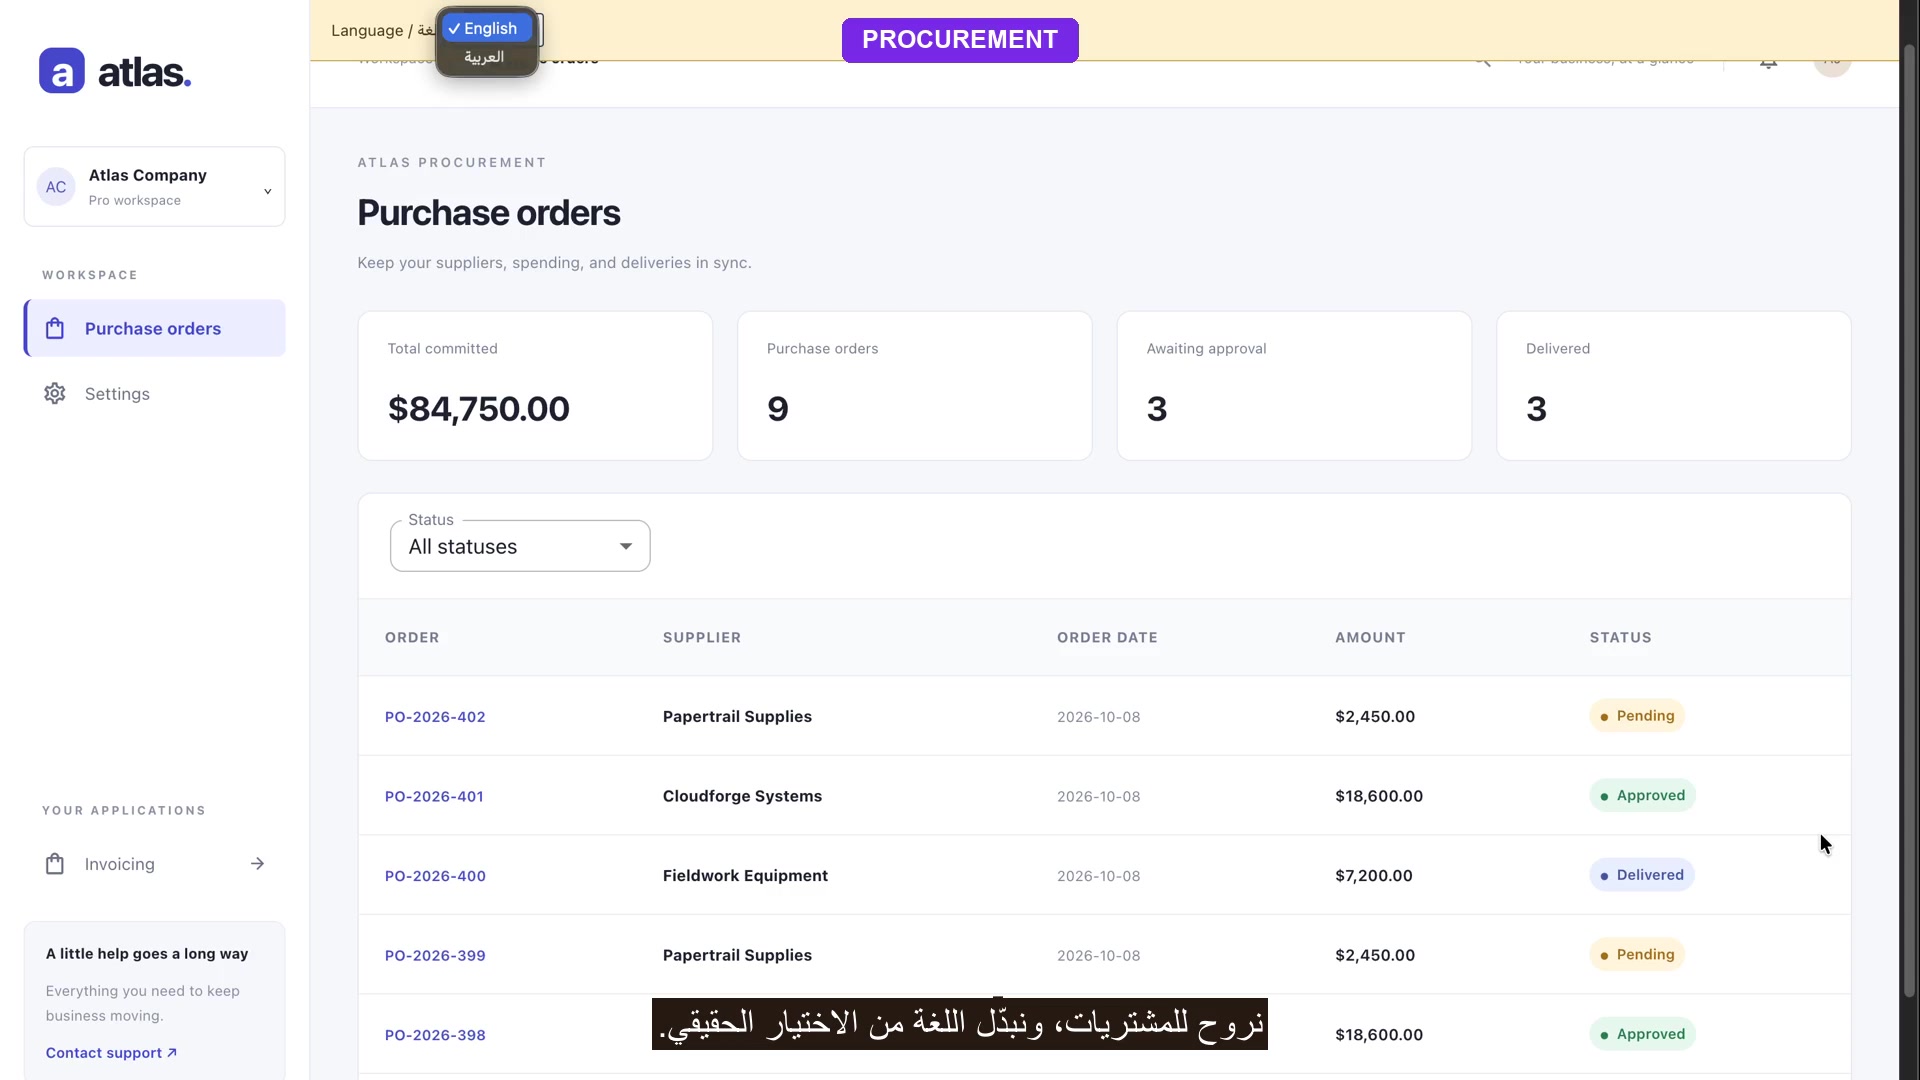 Language / 
✓ English
العربية
PROCUREMENT
a atlas.
AC
Atlas Company
Pro workspace
WORKSPACE
Purchase orders
Settings
YOUR APPLICATIONS
Invoicing
A little help goes a long way
Everything you need to keep
business moving.
Contact support ↗
ATLAS PROCUREMENT
Purchase orders
Keep your suppliers, spending, and deliveries in sync.
Total committed
$84,750.00
Purchase orders
9
Awaiting approval
3
Delivered
3
Status
All statuses
ORDER SUPPLIER ORDER DATE AMOUNT STATUS
PO-2026-402 Papertrail Supplies 2026-10-08 $2,450.00 Pending
PO-2026-401 Cloudforge Systems 2026-10-08 $18,600.00 Approved
PO-2026-400 Fieldwork Equipment 2026-10-08 $7,200.00 Delivered
PO-2026-399 Papertrail Supplies 2026-10-08 $2,450.00 Pending
PO-2026-398 $18,600.00 Approved
نروح للمشتريات، ونبدّل اللغة من الاختيار الحقيقي.